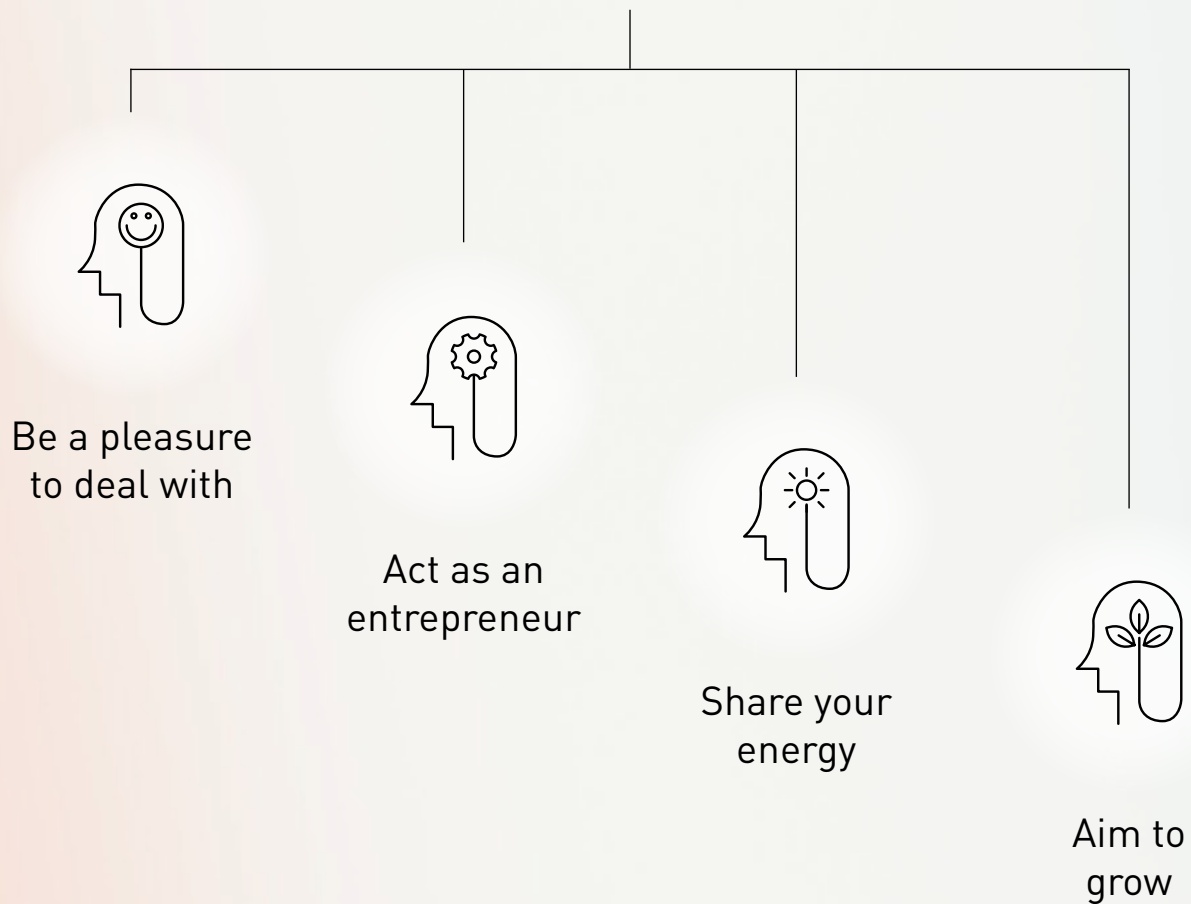 Be a pleasure
to deal with
Act as an
entrepreneur
Share your
energy
Aim to
grow